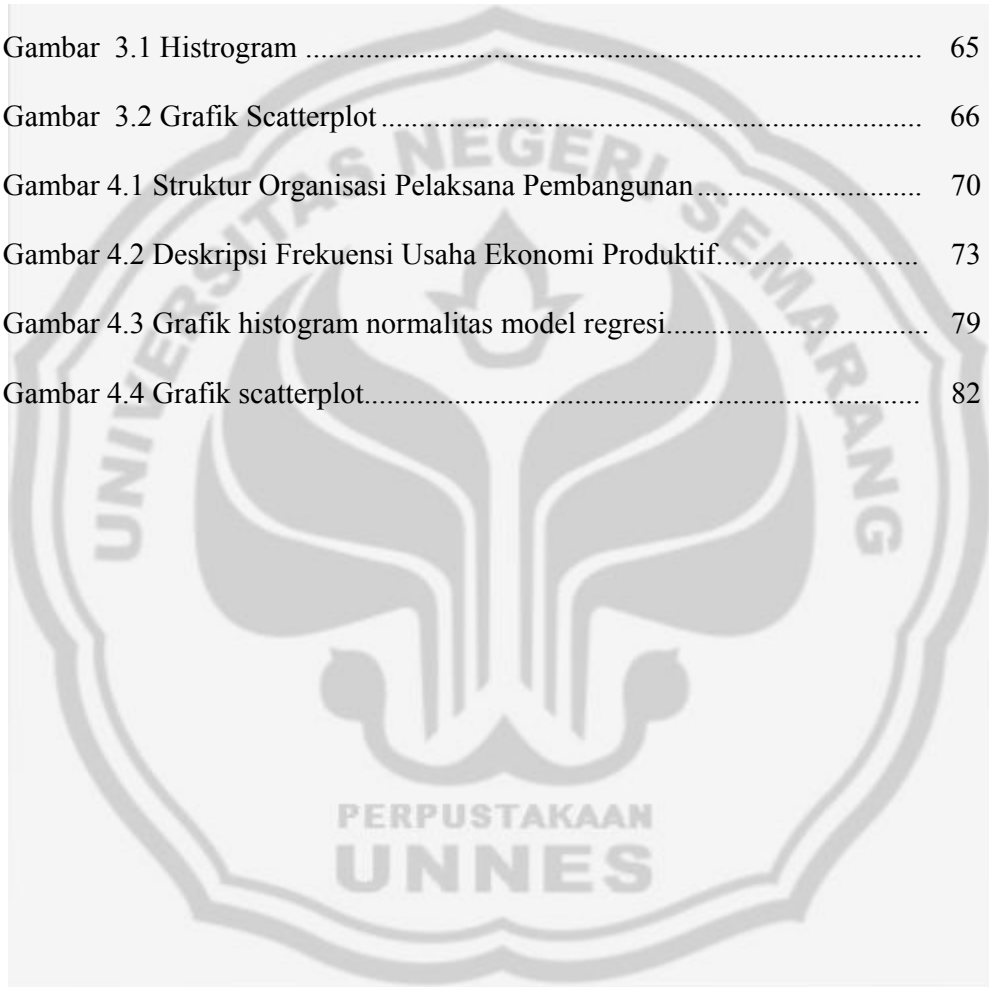 Gambar  3.1 Histrogram ........................................................................................ 65
Gambar  3.2 Grafik Scatterplot ............................................................................. 66
Gambar 4.1 Struktur Organisasi Pelaksana Pembangunan ................................ 70
Gambar 4.2 Deskripsi Frekuensi Usaha Ekonomi Produktif............................. 73
Gambar 4.3 Grafik histogram normalitas model regresi..................................... 79
Gambar 4.4 Grafik scatterplot............................................................................... 82
UNIVERSITAS NEGERI SEMARANG
PERPUSTAKAAN
UNNES